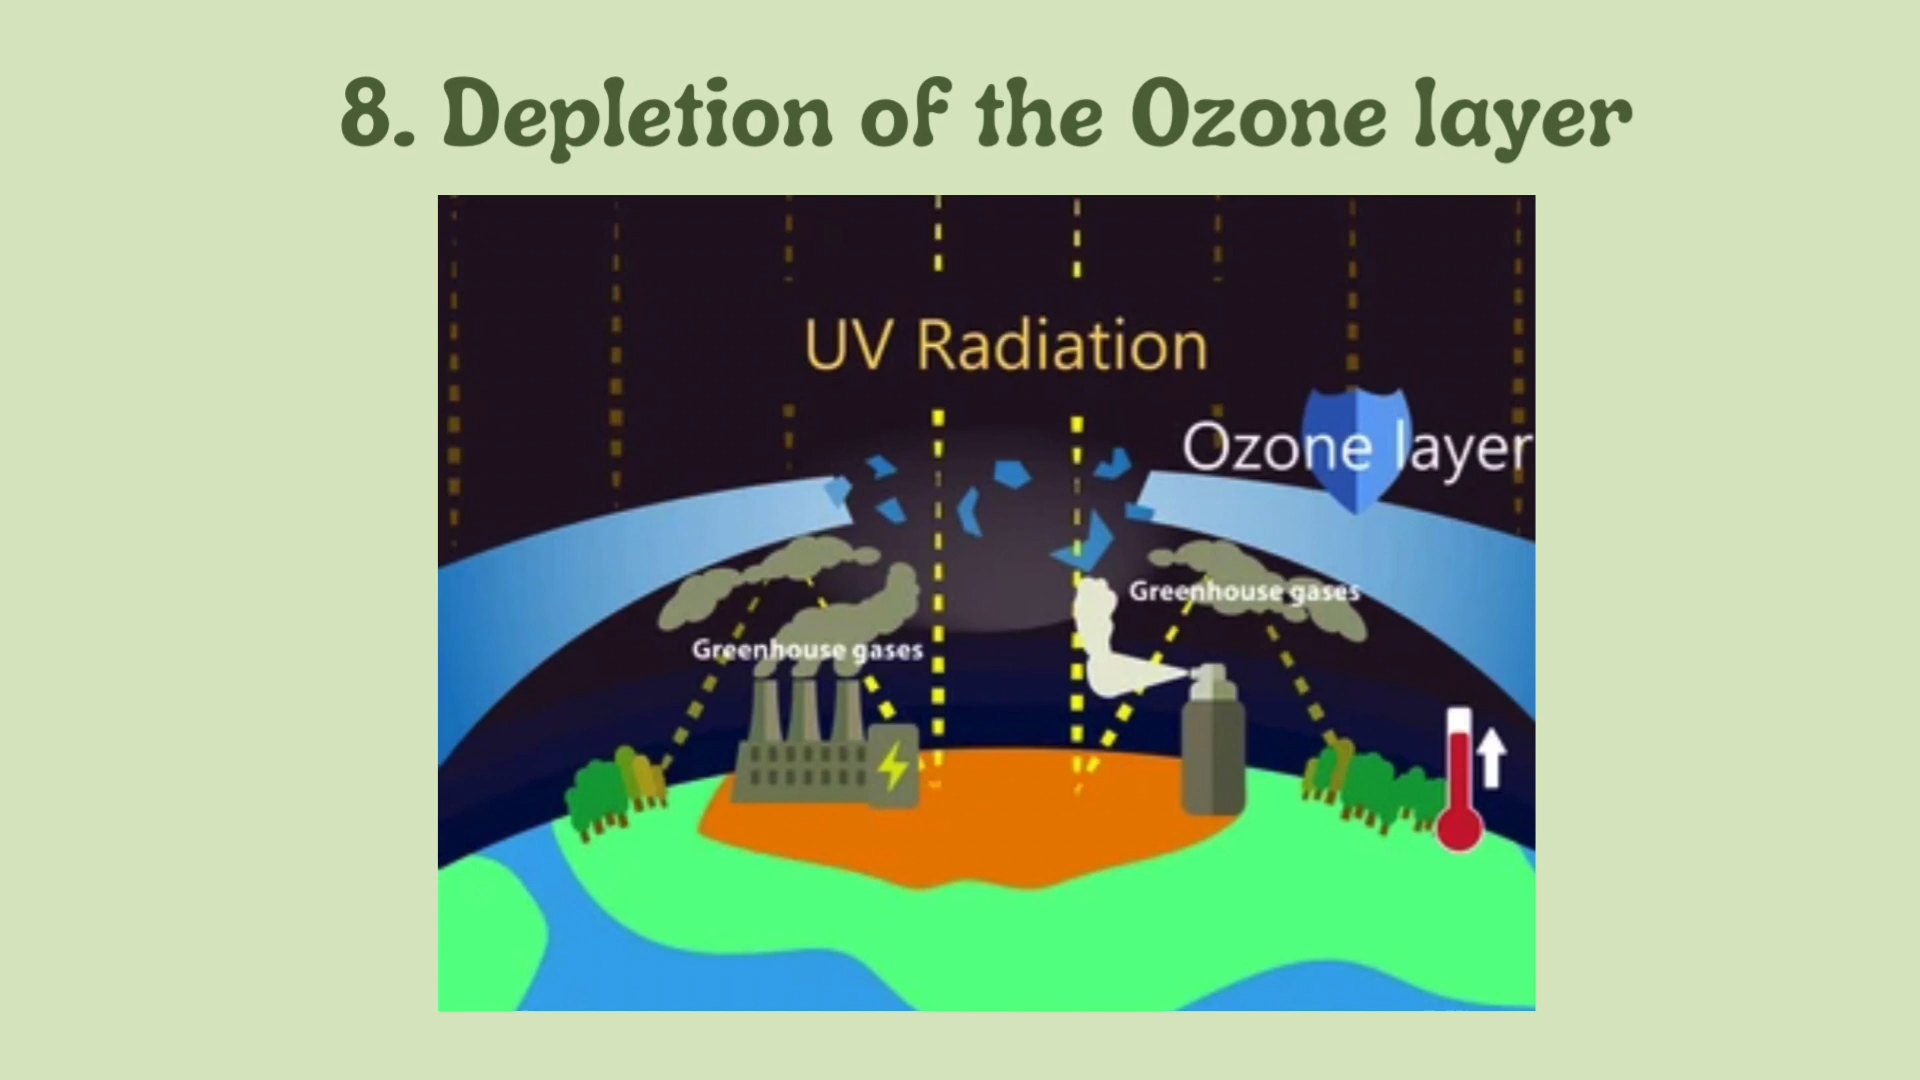 8. Depletion of the Ozone layer
UV Radiation
Ozone layer
Greenhouse gases
Greenhouse gases